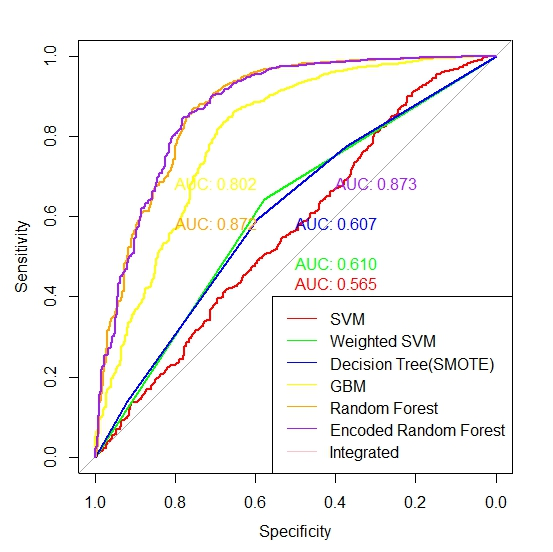 1.0
0.8
0.6
0.4
0.2
0.0
Sensitivity
AUC: 0.802
AUC: 0.873
AUC: 0.607
AUC: 0.610
AUC: 0.565
SVM
Weighted SVM
Decision Tree(SMOTE)
GBM
Random Forest
Encoded Random Forest
Integrated
1.0 0.8 0.6 0.4 0.2 0.0
Specificity